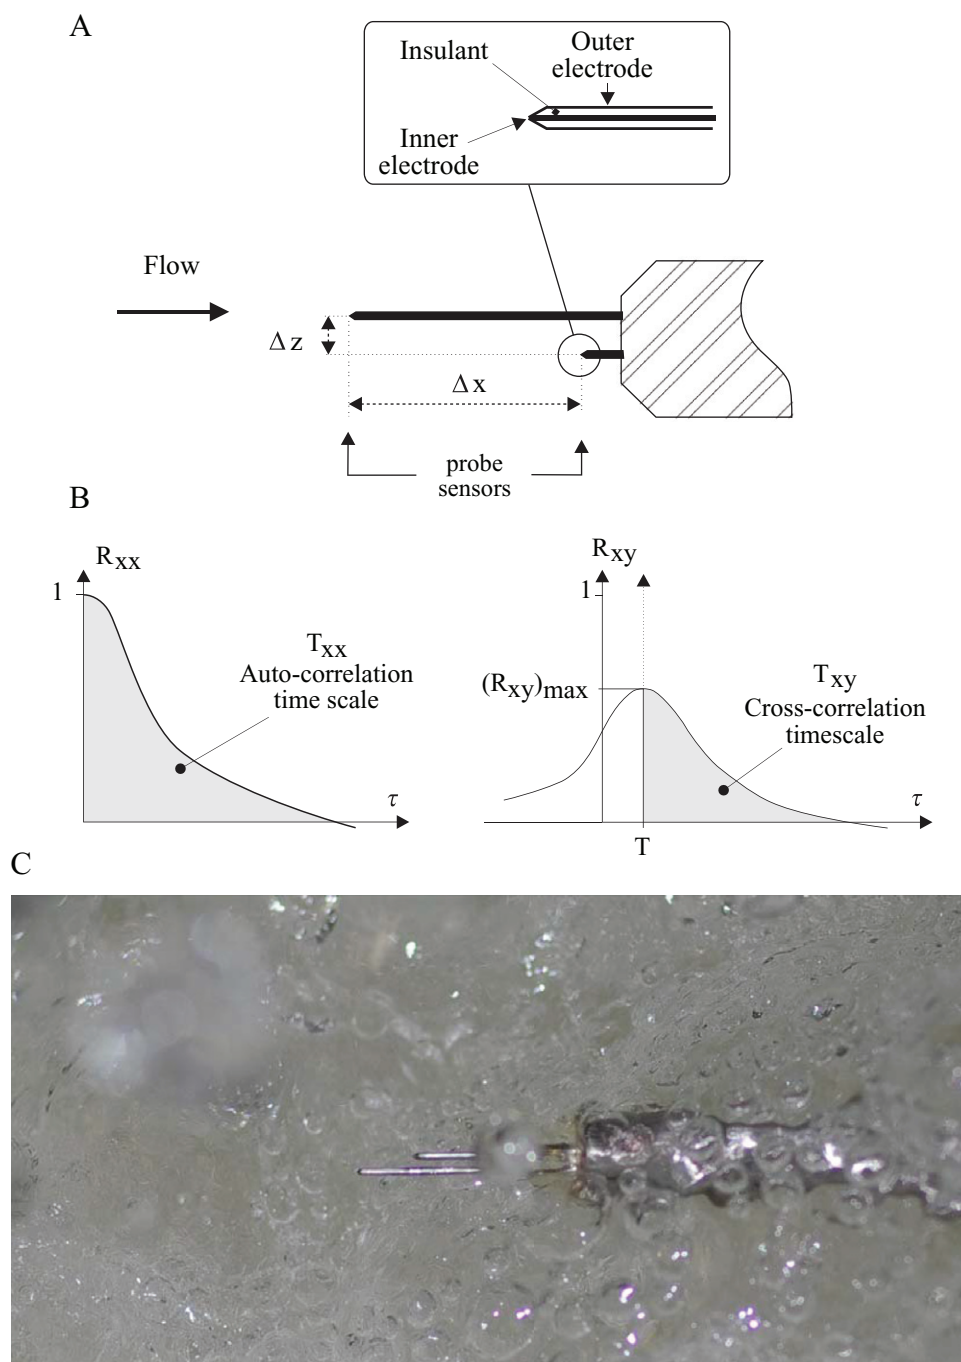 A
Insulant
Outer
electrode
Inner
electrode
Flow
Δ z
Δ x
probe
sensors
B
Rxx
1
Txx
Auto-correlation
time scale
τ
Rxy
1
(Rxy)max
Txy
Cross-correlation
timescale
τ
T
C